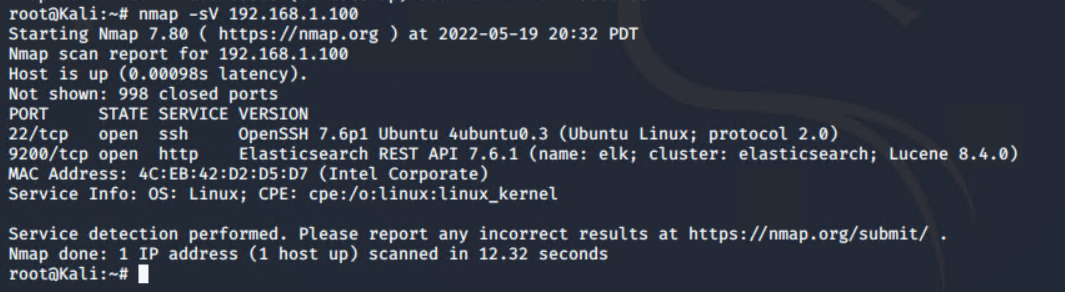 root@Kali:~# nmap -sV 192.168.1.100
Starting Nmap 7.80 ( https://nmap.org ) at 2022-05-19 20:32 PDT
Nmap scan report for 192.168.1.100
Host is up (0.00098s latency).
Not shown: 998 closed ports
PORT     STATE SERVICE VERSION
22/tcp   open  ssh     OpenSSH 7.6p1 Ubuntu 4ubuntu0.3 (Ubuntu Linux; protocol 2.0)
9200/tcp open  http    Elasticsearch REST API 7.6.1 (name: elk; cluster: elasticsearch; Lucene 8.4.0)
MAC Address: 4C:EB:42:D2:D5:D7 (Intel Corporate)
Service Info: OS: Linux; CPE: cpe:/o:linux:linux_kernel

Service detection performed. Please report any incorrect results at https://nmap.org/submit/ .
Nmap done: 1 IP address (1 host up) scanned in 12.32 seconds
root@Kali:~#